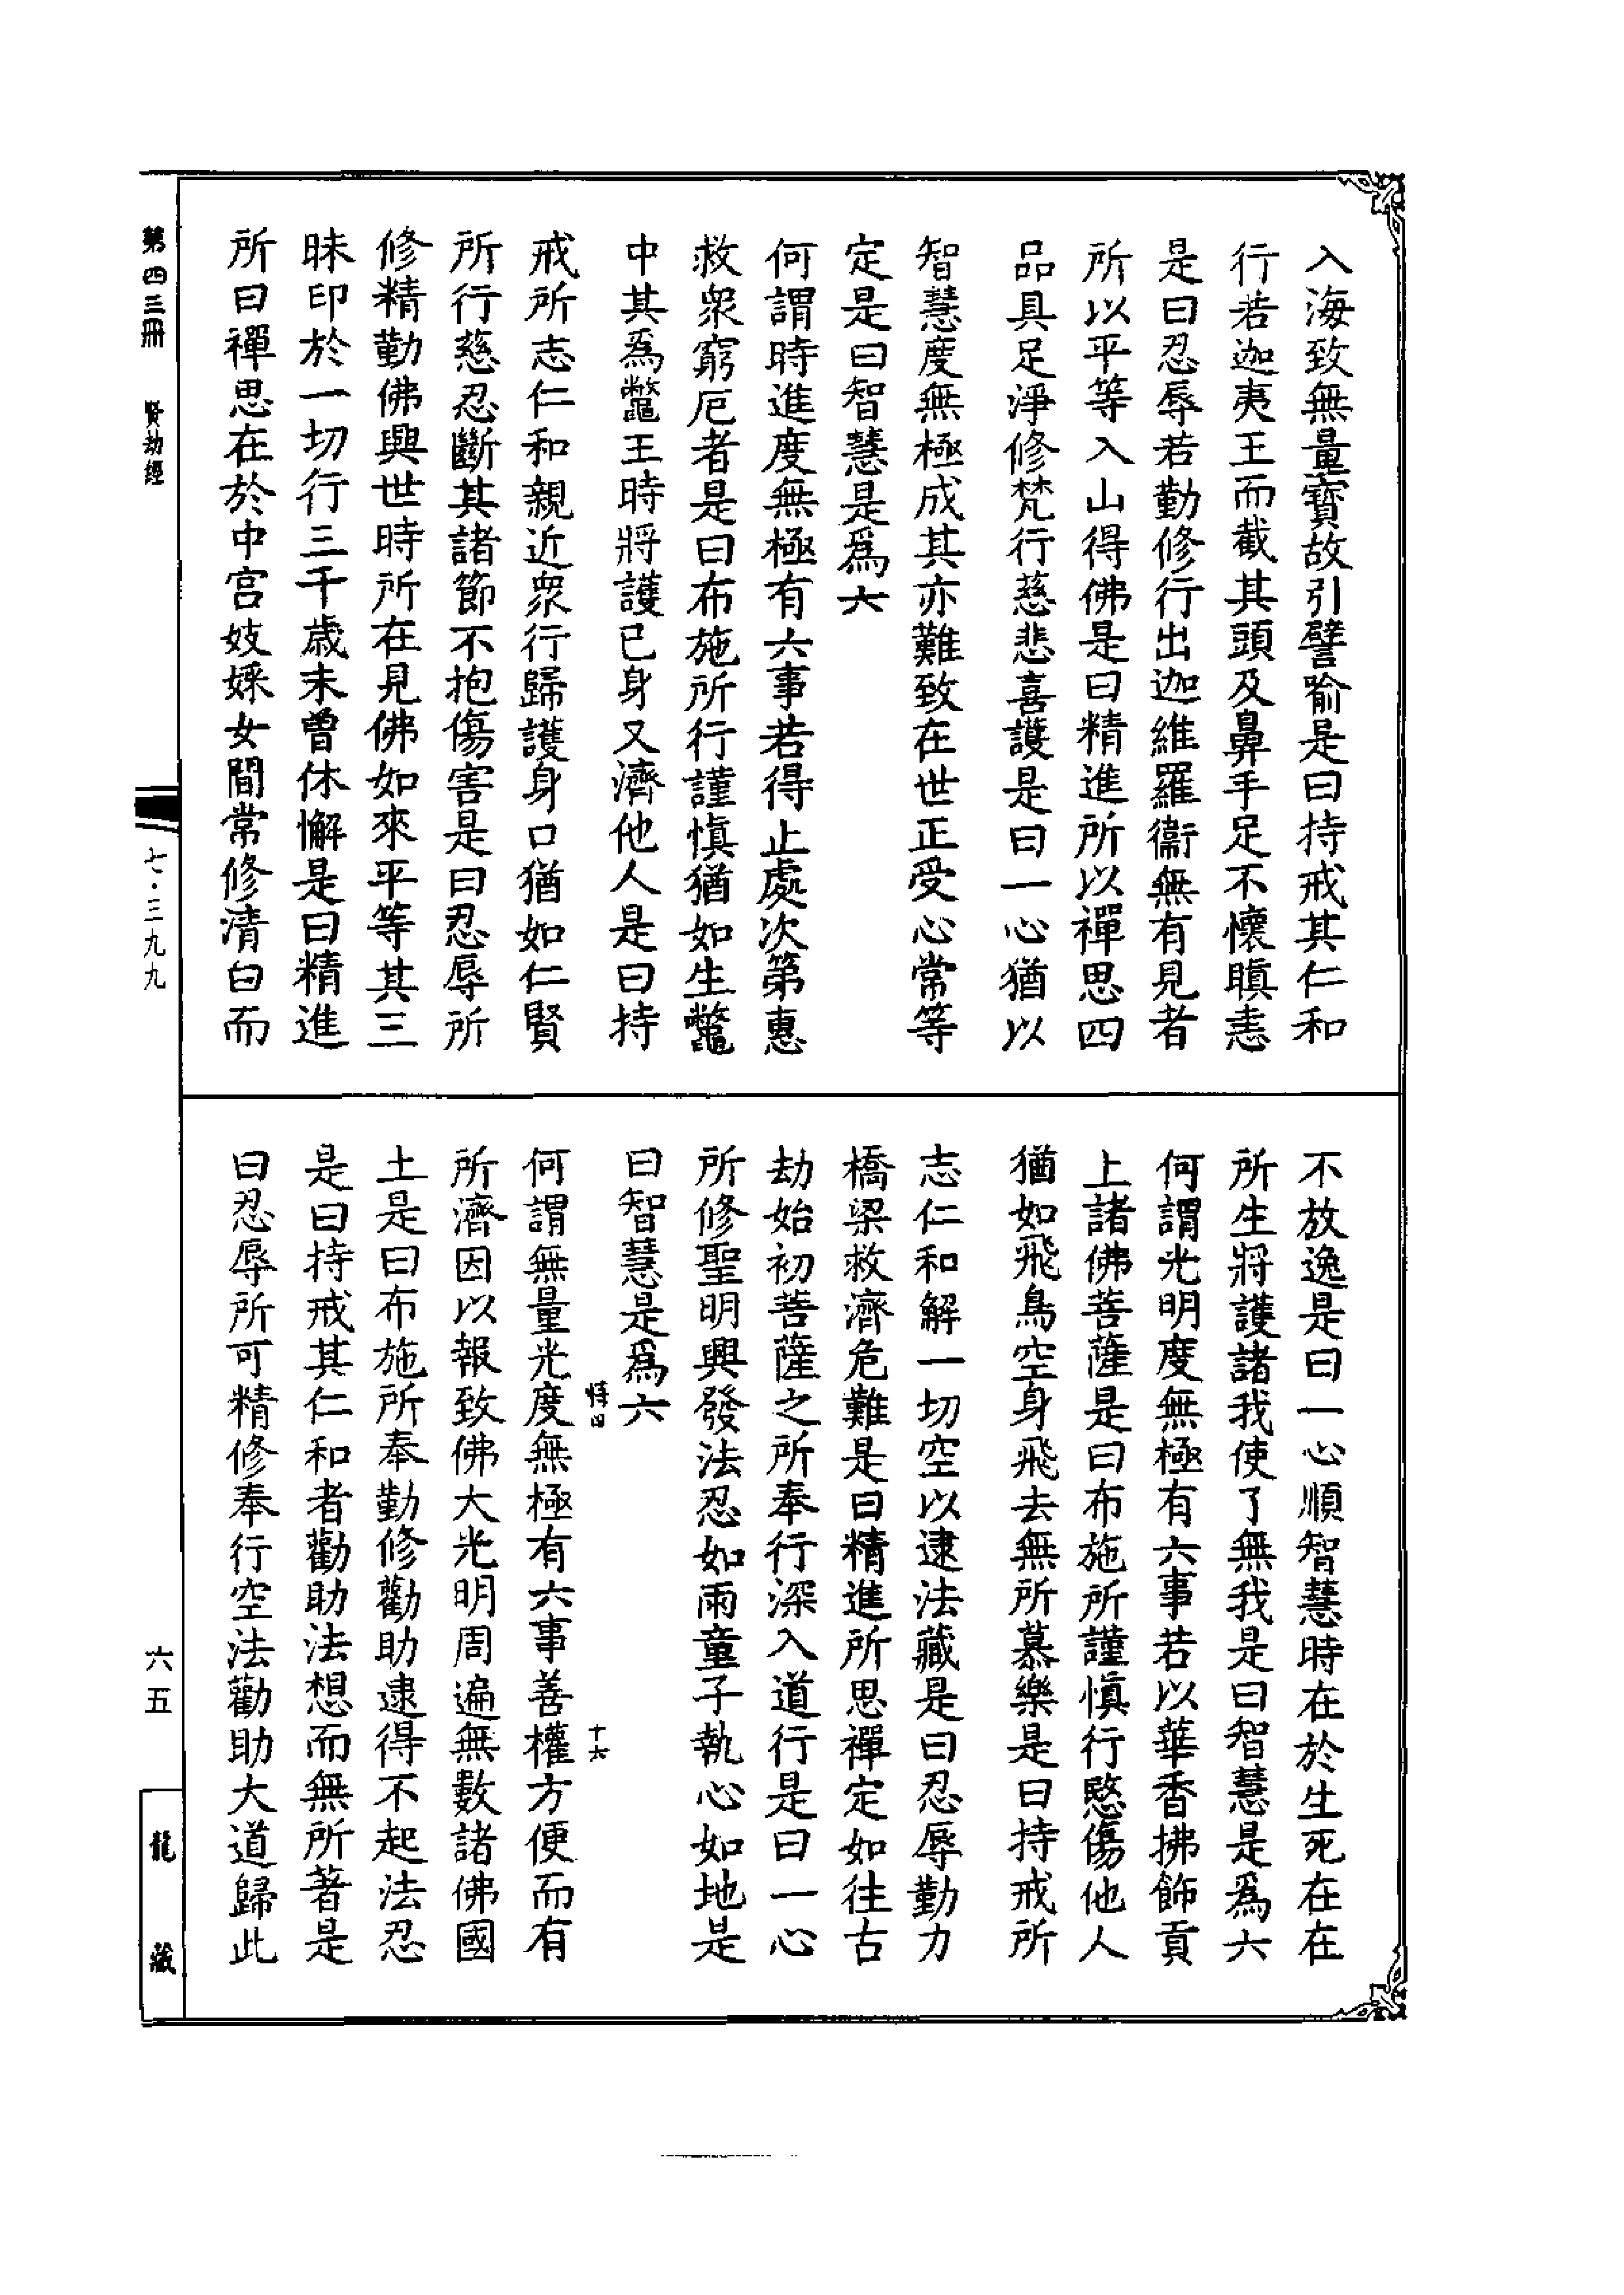 入海致無量寶故引譬喻是曰持戒其仁和
行若迦夷王而截其頭及鼻手足不懷瞋恚
是曰忍辱若勤修行出迦維羅衞無有見者
所以平等入山得佛是曰精進所以禪思四
品具足淨修梵行慈悲喜護是曰一心猶以
智慧度無極成其亦難致在世正受心常等
定是曰智慧是爲六
何謂時進度無極有六事若得止處次第惠
救衆窮厄者是曰布施所行謹慎猶如生鼈
中其爲鼈王時將護已身又濟他人是曰持
戒所志仁和親近衆行歸護身口猶如仁賢
所行慈忍斷其諸節不抱傷害是曰忍辱所
修精勤佛興世時所在見佛如來平等其三
昧印於一切行三千歲未曾休懈是曰精進
所曰禪思在於中宮妓婇女間常修清白而
不放逸是曰一心順智慧時在於生死在在
所生將護諸我使了無我是曰智慧是爲六
何謂光明度無極有六事若以華香拂飾貢
上諸佛菩薩是曰布施所謹慎行愍傷他人
猶如飛鳥空身飛去無所慕樂是曰持戒所
志仁和解一切空以逮法藏是曰忍辱勤力
橋梁救濟危難是曰精進所思禪定如往古
劫始初菩薩之所奉行深入道行是曰一心
所修聖明興發法忍如雨童子執心如地是
曰智慧是爲六
四 十六
何謂無量光度無極有六事善權方便而有
所濟因以報致佛大光明周遍無數諸佛國
土是曰布施所奉勤修勸助逮得不起法忍
是曰持戒其仁和者勸助法想而無所著是
曰忍辱所可精修奉行空法勸助大道歸此
第四三冊 賢劫經
七·三九九
六五
龍藏